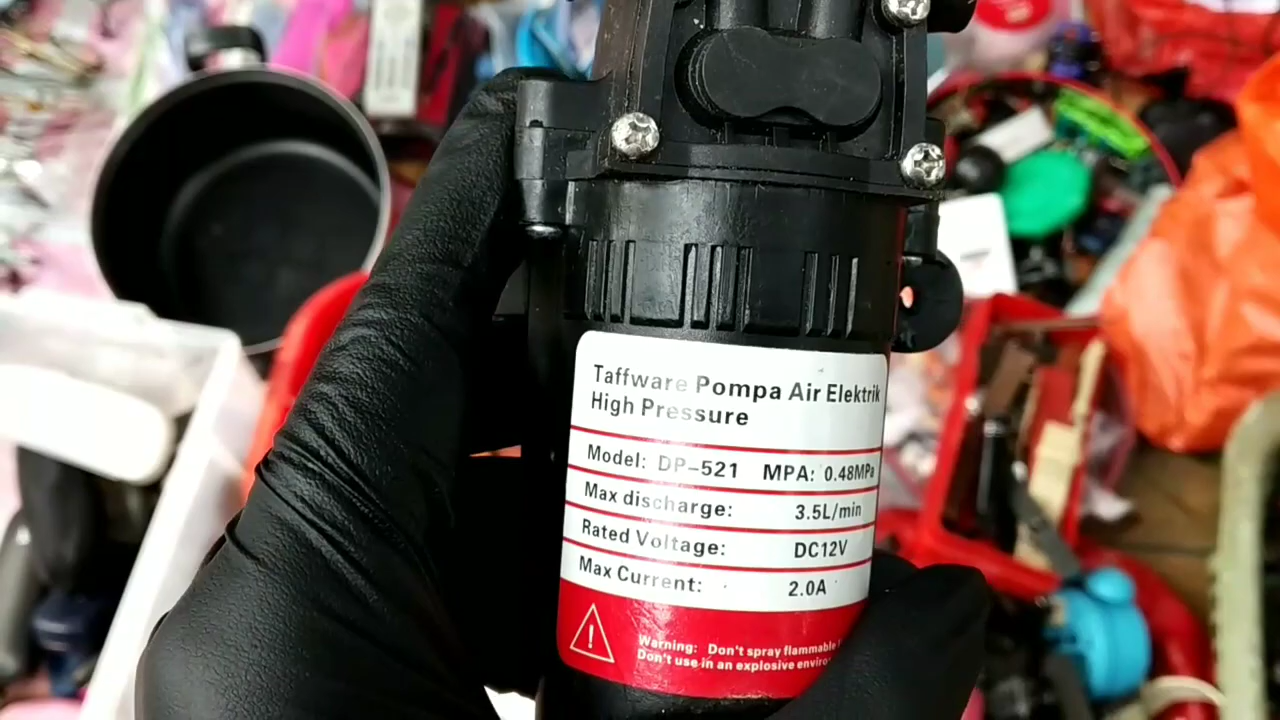 Taffware Pompa Air Elektrik
High Pressure
Model: DP-521 MPA: 0.48MPa
Max discharge: 3.5L/min
Rated Voltage: DC12V
Max Current: 2.0A
Warning: Don't spray flammable
Don't use in an explosive